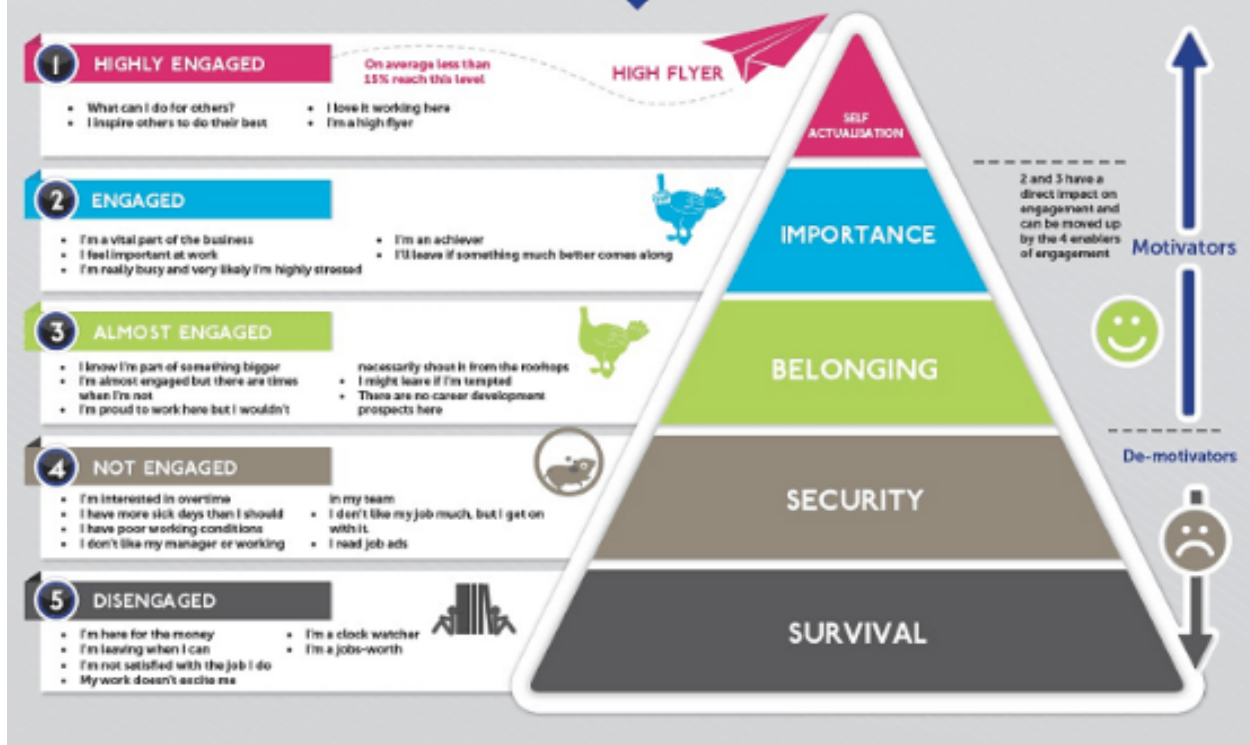 1 HIGHLY ENGAGED
On average less than
15% reach this level
HIGH FLYER
• What can I do for others?
• I inspire others to do their best
• I love it working here
• I'm a high flyer
SELF
ACTUALISATION
2 ENGAGED
• I'm a vital part of the business
• I feel important at work
• I'm really busy and very likely I'm highly stressed
• I'm an achiever
• I'll leave if something much better comes along
IMPORTANCE
2 and 3 have a
direct impact on
engagement and
can be moved up
by the 4 enablers
of engagement
Motivators
3 ALMOST ENGAGED
• I know I'm part of something bigger
• I'm almost engaged but there are times
when I'm not
• I'm proud to work here but I wouldn't
necessarily shout it from the rooftops
• I might leave if I'm tempted
• There are no career development
prospects here
BELONGING
De-motivators
4 NOT ENGAGED
• I'm interested in overtime
• I have more sick days than I should
• I have poor working conditions
• I don't like my manager or working
in my team
• I don't like my job much, but I get on
with it.
• I read job ads
SECURITY
5 DISENGAGED
• I'm here for the money
• I'm leaving when I can
• I'm not satisfied with the job I do
• My work doesn't excite me
• I'm a clock watcher
• I'm a jobs-worth
SURVIVAL